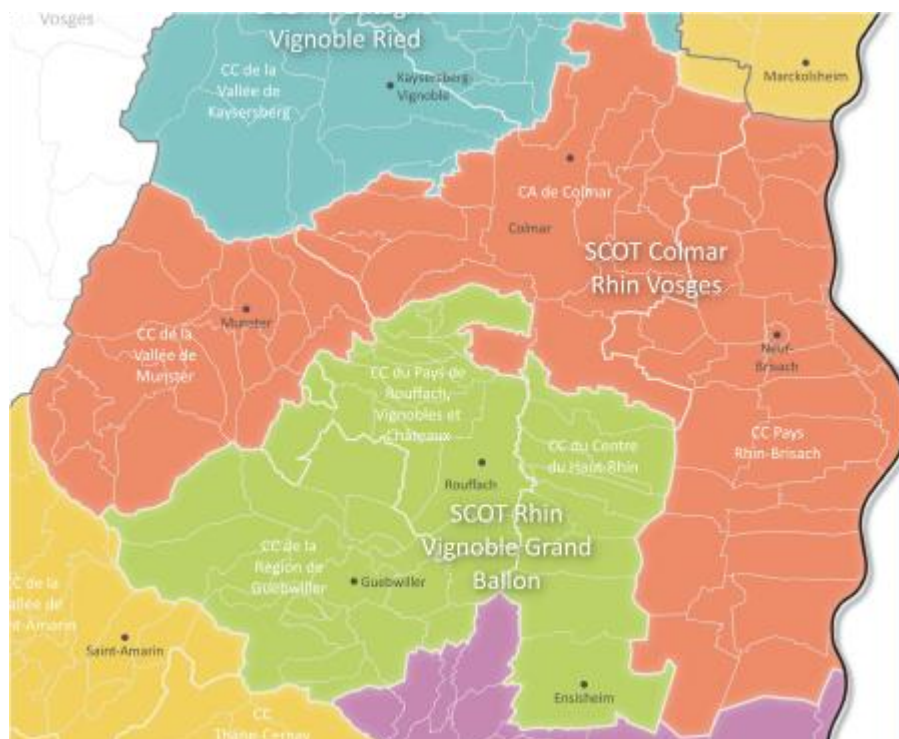 Vosges
Vignoble Ried
CC de la
Vallée de
Kaysersberg
Kaysersberg-
Vignoble
Marckolsheim
CA de Colmar
Colmar
SCOT Colmar
Rhin Vosges
Munster
CC de la
Vallée de
Munster
Neuf-
Brisach
CC du Pays de
Rouffach,
Vignobles et
Châteaux
CC Pays
Rhin-Brisach
CC du Centre
du Haut-Rhin
Rouffach
SCOT Rhin
Vignoble Grand
Ballon
CC de la
Région de
Guebwiller
Guebwiller
CC de la
Saint-Amarin
Ensisheim
CC